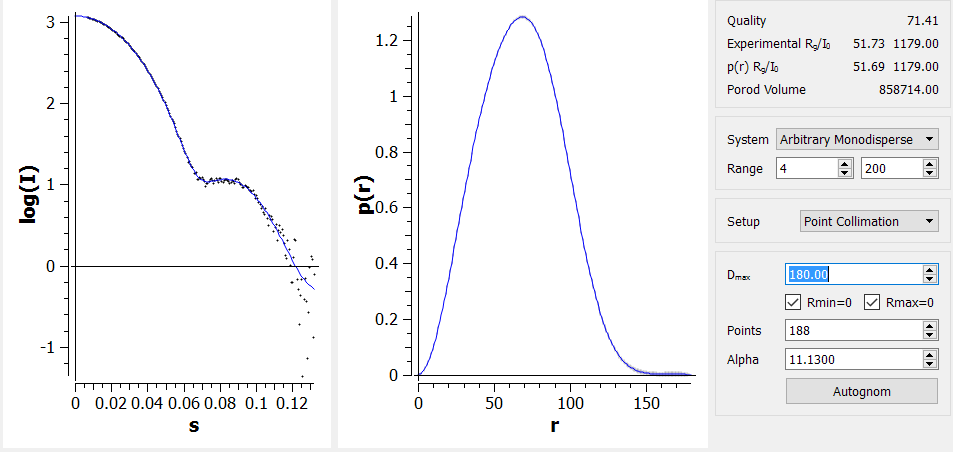 log(I)
3
2
1
0
-1
0 0.02 0.04 0.06 0.08 0.1 0.12
s
p(r)
1.2
1
0.8
0.6
0.4
0.2
0
0 50 100 150
r
Quality 71.41
Experimental Rg/I0 51.73 1179.00
p(r) Rg/I0 51.69 1179.00
Porod Volume 858714.00
System Arbitrary Monodisperse
Range 4 200
Setup Point Collimation
Dmax 180.00
Rmin=0 Rmax=0
Points 188
Alpha 11.1300
Autognom